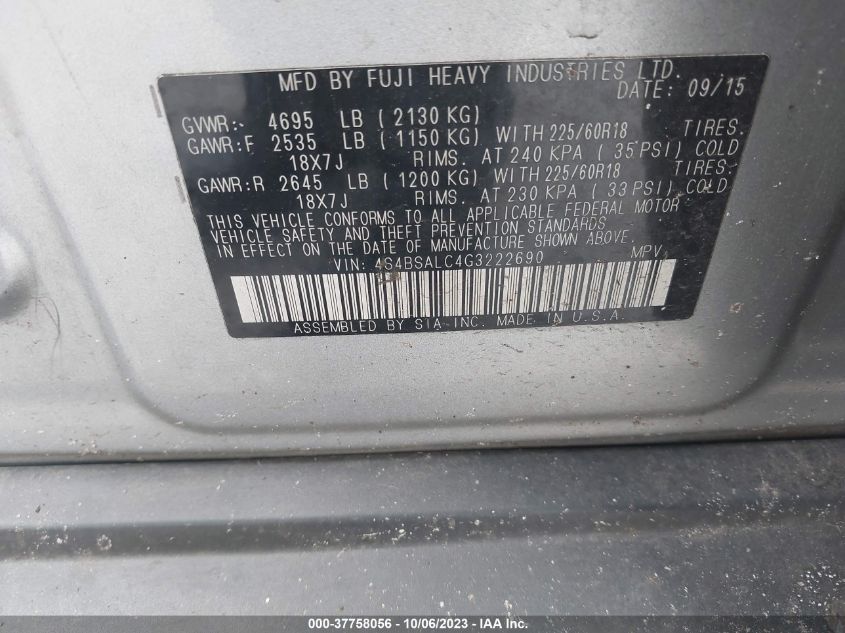 MFD BY FUJI HEAVY INDUSTRIES LTD.
DATE: 09/15
GVWR:- 4695 LB ( 2130 KG)
GAWR:F 2535 LB ( 1150 KG) WITH 225/60R18 TIRES.
18X7J RIMS. AT 240 KPA ( 35 PSI) COLD
GAWR:R 2645 LB ( 1200 KG) WITH 225/60R18 TIRES.
18X7J RIMS. AT 230 KPA ( 33 PSI) COLD
THIS VEHICLE CONFORMS TO ALL APPLICABLE FEDERAL MOTOR
VEHICLE SAFETY AND THEFT PREVENTION STANDARDS
IN EFFECT ON THE DATE OF MANUFACTURE SHOWN ABOVE.
VIN: 4S4BSALC4G3222690 MPV
ASSEMBLED BY SIA-INC. MADE IN U.S.A.
000-37758056 - 10/06/2023 - IAA